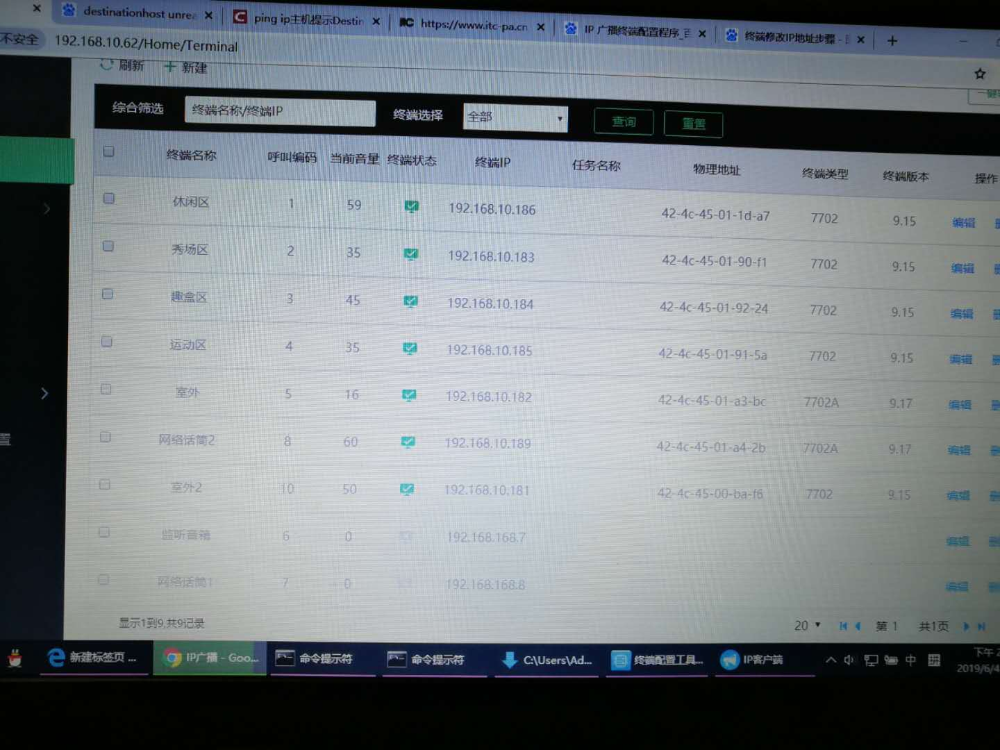 destinationhost unrea
ping ip主机提示Destin
https://www.itc-pa.cn
IP 广播终端配置程序_百
终端修改IP地址步骤 -
不安全
192.168.10.62/Home/Terminal
刷新 新建
一键
综合筛选 终端名称/终端IP 终端选择 全部 查询 重置
终端名称 呼叫编码 当前音量 终端状态 终端IP 任务名称 物理地址 终端类型 终端版本 操作
休闲区 1 59 192.168.10.186 42-4c-45-01-1d-a7 7702 9.15 编辑 删
秀场区 2 35 192.168.10.183 42-4c-45-01-90-f1 7702 9.15 编辑 删
趣盒区 3 45 192.168.10.184 42-4c-45-01-92-24 7702 9.15 编辑 删
运动区 4 35 192.168.10.185 42-4c-45-01-91-5a 7702 9.15 编辑 删
室外 5 16 192.168.10.182 42-4c-45-01-a3-bc 7702A 9.17 编辑 删
网络话筒2 8 60 192.168.10.189 42-4c-45-01-a4-2b 7702A 9.17 编辑 删
置
室外2 10 50 192.168.10.181 42-4c-45-00-ba-f6 7702 9.15 编辑 删
监听音箱 6 0 192.168.168.7 编辑 删
网络话筒1 7 0 192.168.168.8 编辑 删
显示1到9,共9记录
20 第 1 共1页
新建标签页 ...
IP广播 - Goo...
命令提示符
命令提示符
C:\Users\Ad...
终端配置工具...
IP客户端
中
下午 2
2019/6/4